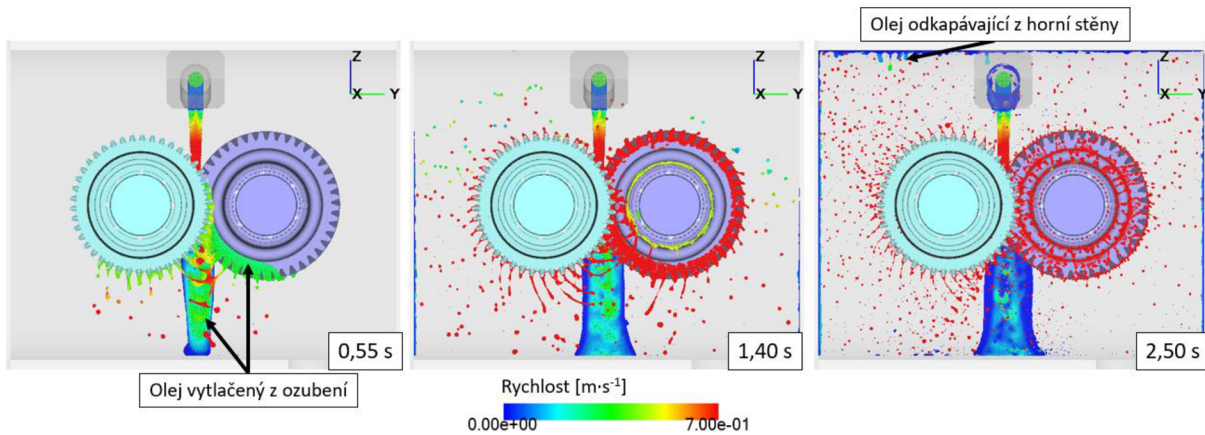 Olej odkapávající z horní stěny
Z
X Y
Z
X Y
Z
X Y
0,55 s
1,40 s
2,50 s
Olej vytlačený z ozubení
Rychlost [m·s⁻¹]
0.00e+00 7.00e-01